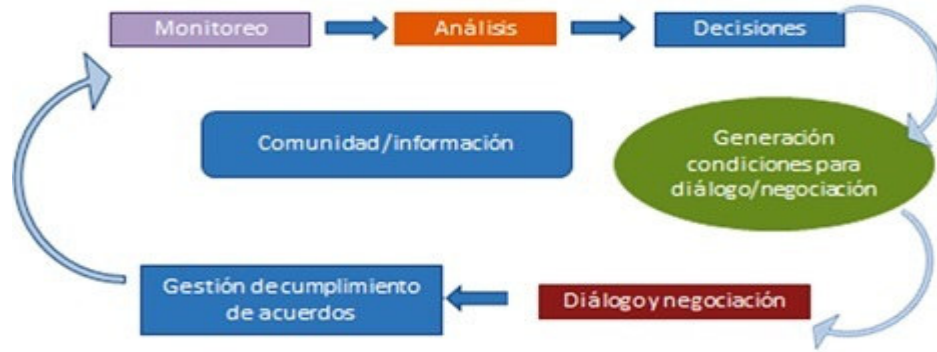 Monitoreo
Análisis
Decisiones
Comunidad/información
Generación
condiciones para
diálogo/negociación
Gestión de cumplimiento
de acuerdos
Diálogo y negociación